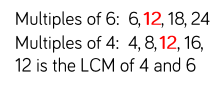 Multiples of 6: 6, 12, 18, 24
Multiples of 4: 4, 8, 12, 16,
12 is the LCM of 4 and 6